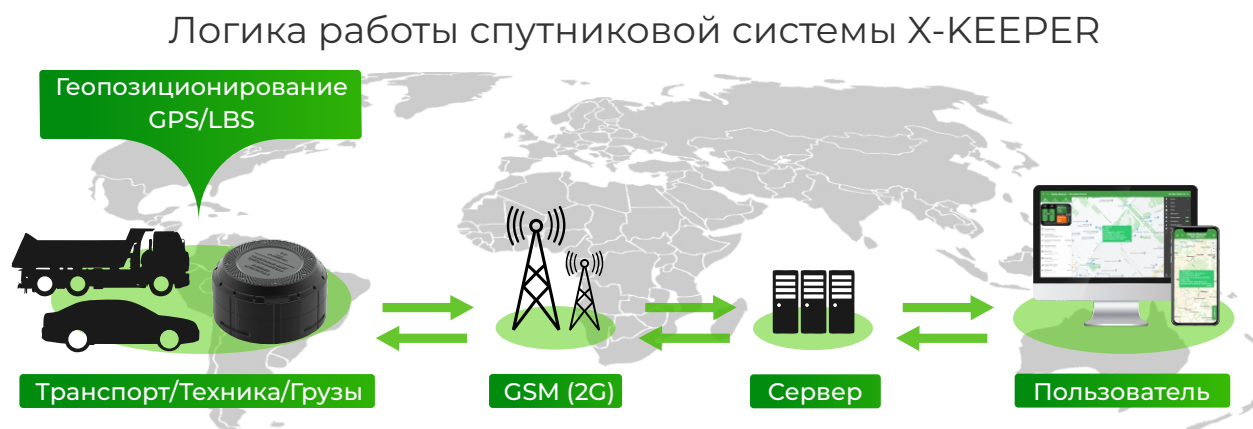 Логика работы спутниковой системы X-KEEPER
Геопозиционирование
GPS/LBS
Транспорт/Техника/Грузы
GSM (2G)
Сервер
Пользователь